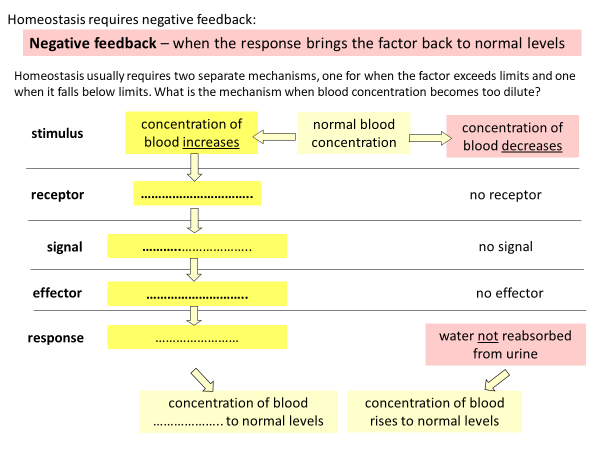 Homeostasis requires negative feedback:
Negative feedback – when the response brings the factor back to normal levels
Homeostasis usually requires two separate mechanisms, one for when the factor exceeds limits and one
when it falls below limits. What is the mechanism when blood concentration becomes too dilute?
stimulus
concentration of
blood increases
normal blood
concentration
concentration of
blood decreases
receptor
…………………………..
no receptor
signal
………..………………..
no signal
effector
………………………..
no effector
response
……………………
water not reabsorbed
from urine
concentration of blood
……………….. to normal levels
concentration of blood
rises to normal levels